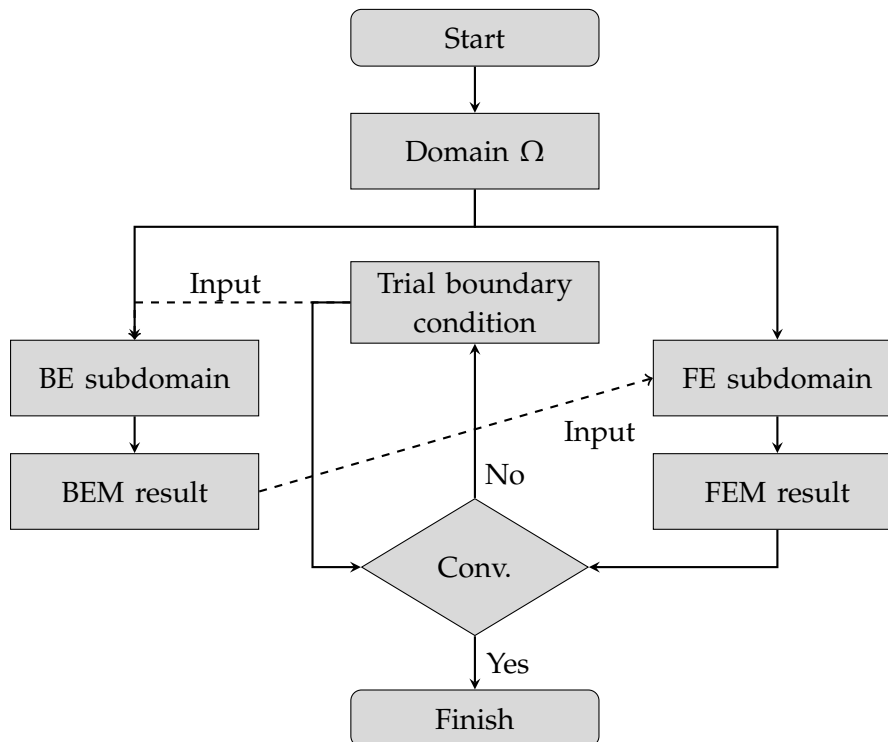 Start
Domain Ω
Input
Trial boundary
condition
BE subdomain
FE subdomain
Input
BEM result
No
FEM result
Conv.
Yes
Finish